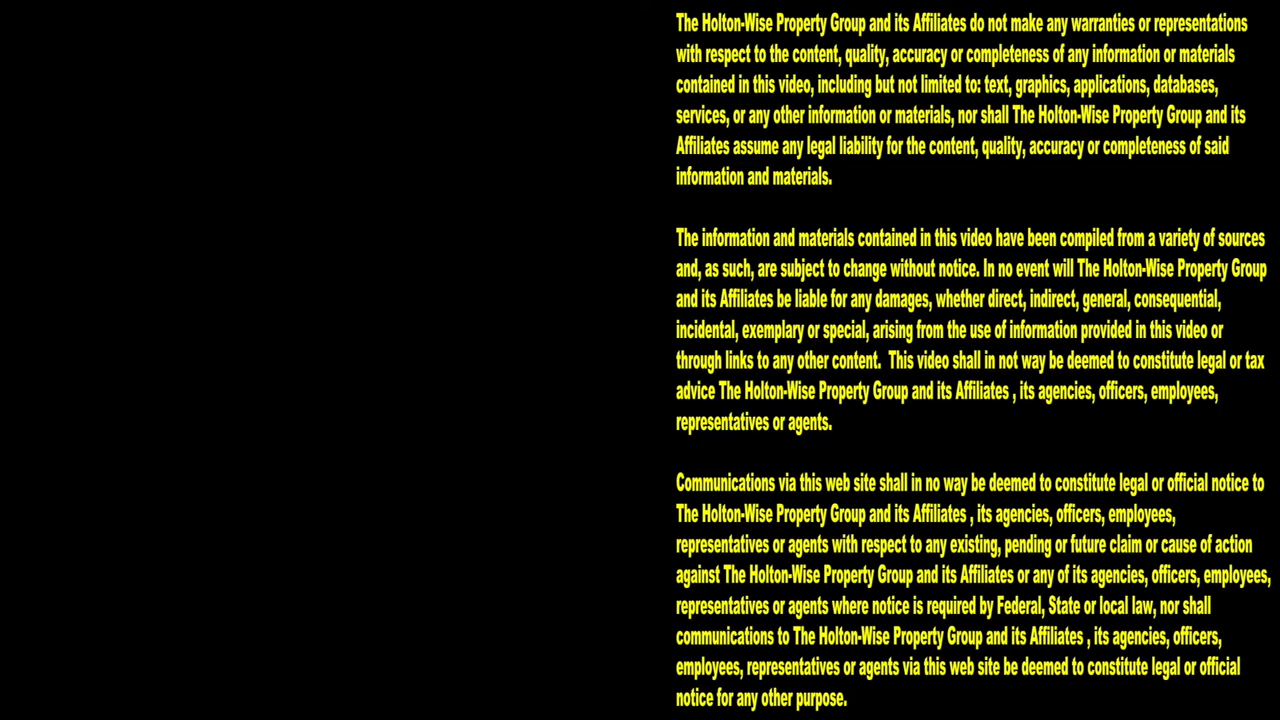 The Holton-Wise Property Group and its Affiliates do not make any warranties or representations
with respect to the content, quality, accuracy or completeness of any information or materials
contained in this video, including but not limited to: text, graphics, applications, databases,
services, or any other information or materials, nor shall The Holton-Wise Property Group and its
Affiliates assume any legal liability for the content, quality, accuracy or completeness of said
information and materials.
The information and materials contained in this video have been compiled from a variety of sources
and, as such, are subject to change without notice. In no event will The Holton-Wise Property Group
and its Affiliates be liable for any damages, whether direct, indirect, general, consequential,
incidental, exemplary or special, arising from the use of information provided in this video or
through links to any other content.  This video shall in not way be deemed to constitute legal or tax
advice The Holton-Wise Property Group and its Affiliates , its agencies, officers, employees,
representatives or agents.
Communications via this web site shall in no way be deemed to constitute legal or official notice to
The Holton-Wise Property Group and its Affiliates , its agencies, officers, employees,
representatives or agents with respect to any existing, pending or future claim or cause of action
against The Holton-Wise Property Group and its Affiliates or any of its agencies, officers, employees,
representatives or agents where notice is required by Federal, State or local law, nor shall
communications to The Holton-Wise Property Group and its Affiliates , its agencies, officers,
employees, representatives or agents via this web site be deemed to constitute legal or official
notice for any other purpose.